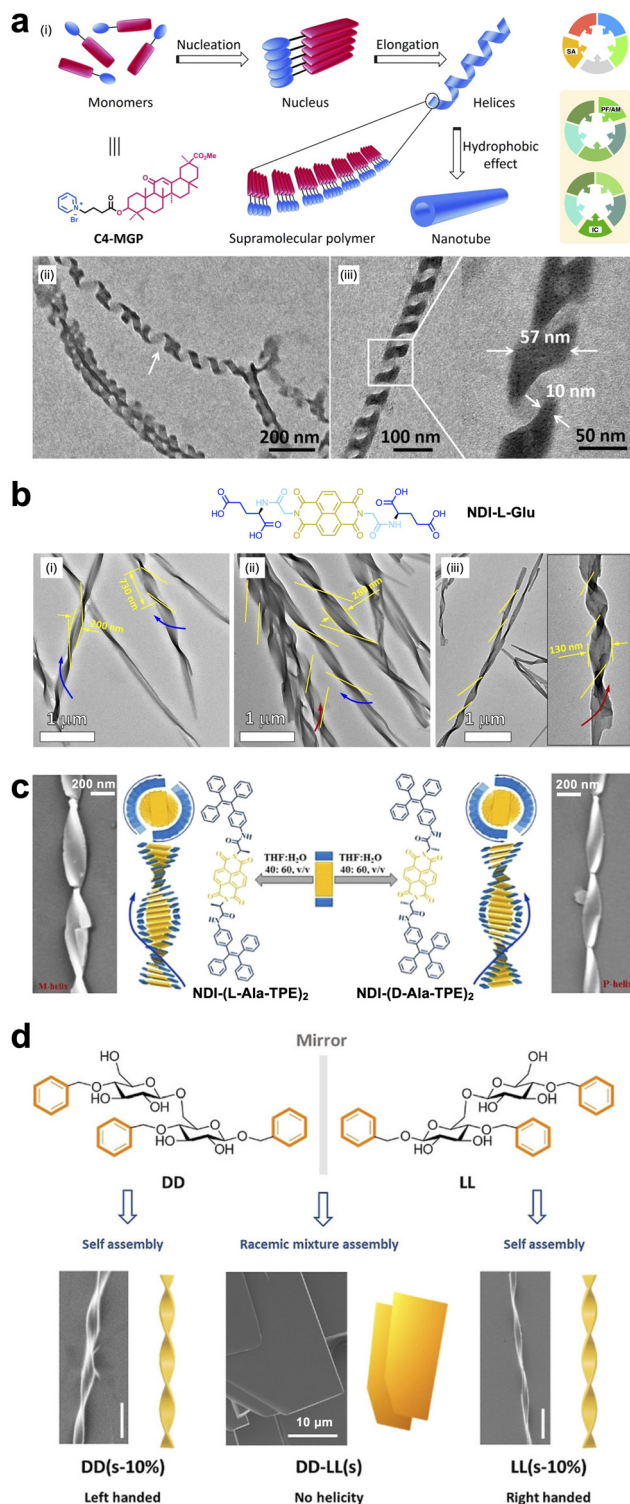 a
(i)
Nucleation
Elongation
Monomers
Nucleus
Helices
SA
PF/AM
IC
Hydrophobic
effect
CO₂Me
O
N
+
Br
O
O
C4-MGP
Supramolecular polymer
Nanotube
(ii)
200 nm
(iii)
100 nm
57 nm
10 nm
50 nm
b
NDI-L-Glu
(i)
730 nm
200 nm
1 μm
(ii)
280 nm
1 μm
(iii)
130 nm
1 μm
c
200 nm
M-helix
THF:H₂O
40: 60, v/v
THF:H₂O
40: 60, v/v
NDI-(L-Ala-TPE)₂
NDI-(D-Ala-TPE)₂
200 nm
P-helix
d
Mirror
DD
LL
Self assembly
Racemic mixture assembly
Self assembly
10 μm
DD(s-10%)
DD-LL(s)
LL(s-10%)
Left handed
No helicity
Right handed